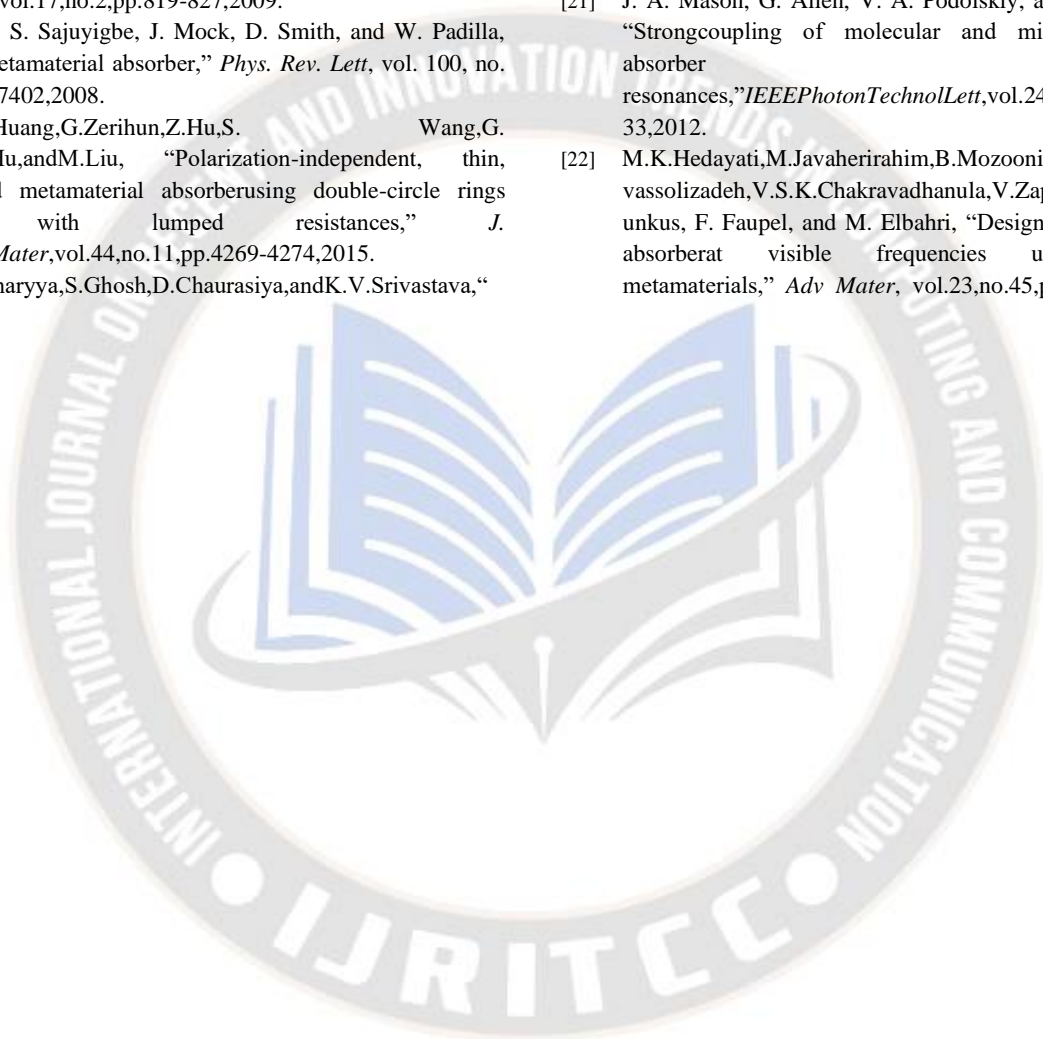 vol.17,no.2,pp.819-827,2009.
S. Sajuyigbe, J. Mock, D. Smith, and W. Padilla,
etamaterial absorber,” Phys. Rev. Lett, vol. 100, no.
7402,2008.
Huang,G.Zerihun,Z.Hu,S. Wang,G.
Hu,andM.Liu, “Polarization-independent, thin,
metamaterial absorberusing double-circle rings
with lumped resistances,” J.
Mater,vol.44,no.11,pp.4269-4274,2015.
haryya,S.Ghosh,D.Chaurasiya,andK.V.Srivastava,“
[21] J. A. Mason, G. Allen, V. A. Podolskiy, a
“Strongcoupling of molecular and mi
absorber
resonances,”IEEEPhotonTechnolLett,vol.24
33,2012.
[22] M.K.Hedayati,M.Javaherirahim,B.Mozooni
vassolizadeh,V.S.K.Chakravadhanula,V.Zap
unkus, F. Faupel, and M. Elbahri, “Design
absorberat visible frequencies u
metamaterials,” Adv Mater, vol.23,no.45,p
INTERNATIONAL JOURNAL ON RECENT AND INNOVATION TRENDS IN COMPUTING AND COMMUNICATION
IJRITCC